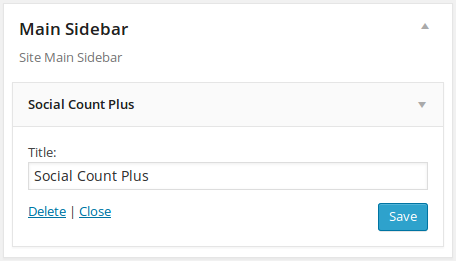 Main Sidebar
Site Main Sidebar
Social Count Plus
Title:
Social Count Plus
Delete | Close
Save